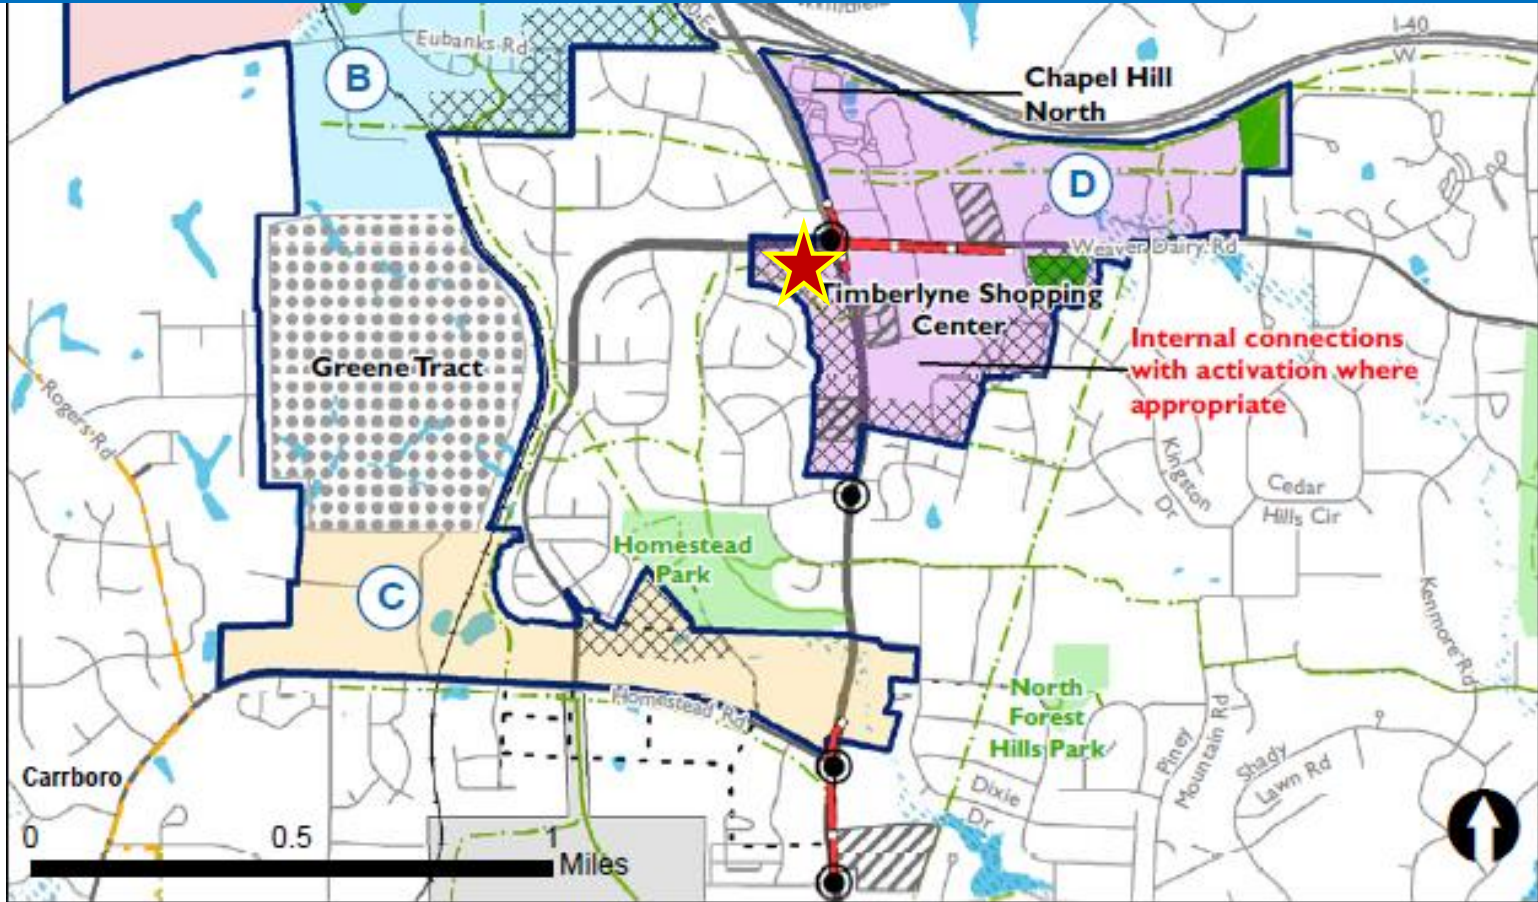 I-40
W
Eubanks Rd
B
Chapel Hill
North
D
Weaver Dairy Rd
Timberlyne Shopping
Center
Internal connections
with activation where
appropriate
Greene Tract
Rogers Rd
Kingston
Dr
Cedar
Hills Cir
Homestead
Park
C
Kenmore Rd
Homestead Rd
North
Forest
Hills Park
Piney
Mountain Rd
Shady
Lawn Rd
Dixie
Dr
Carrboro
0 0.5 1
Miles